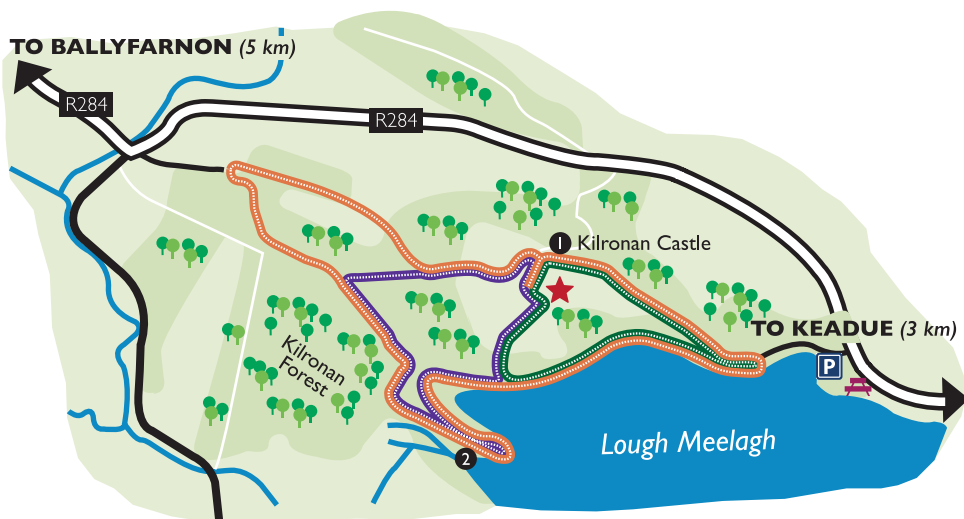 TO BALLYFARNON (5 km)
R284
R284
1 Kilronan Castle
TO KEADUE (3 km)
P
Kilronan
Forest
Lough Meelagh
2